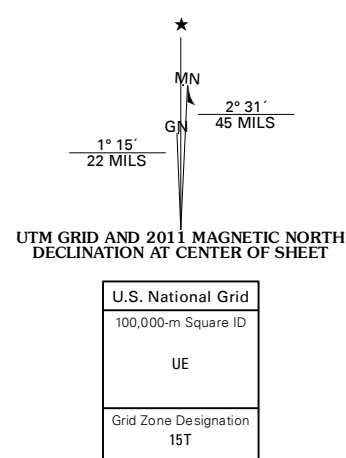 ★
MN
GN
2° 31´
45 MILS
1° 15´
22 MILS
UTM GRID AND 2011 MAGNETIC NORTH
DECLINATION AT CENTER OF SHEET
U.S. National Grid
100,000-m Square ID
UE
Grid Zone Designation
15T